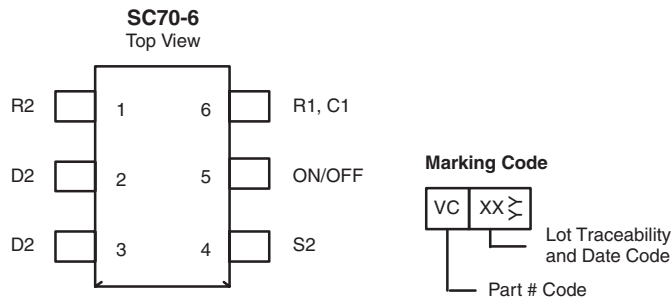 SC70-6
Top View
R2 1 6 R1, C1
D2 2 5 ON/OFF
D2 3 4 S2
Marking Code
VC XX YY
Lot Traceability
and Date Code
Part # Code